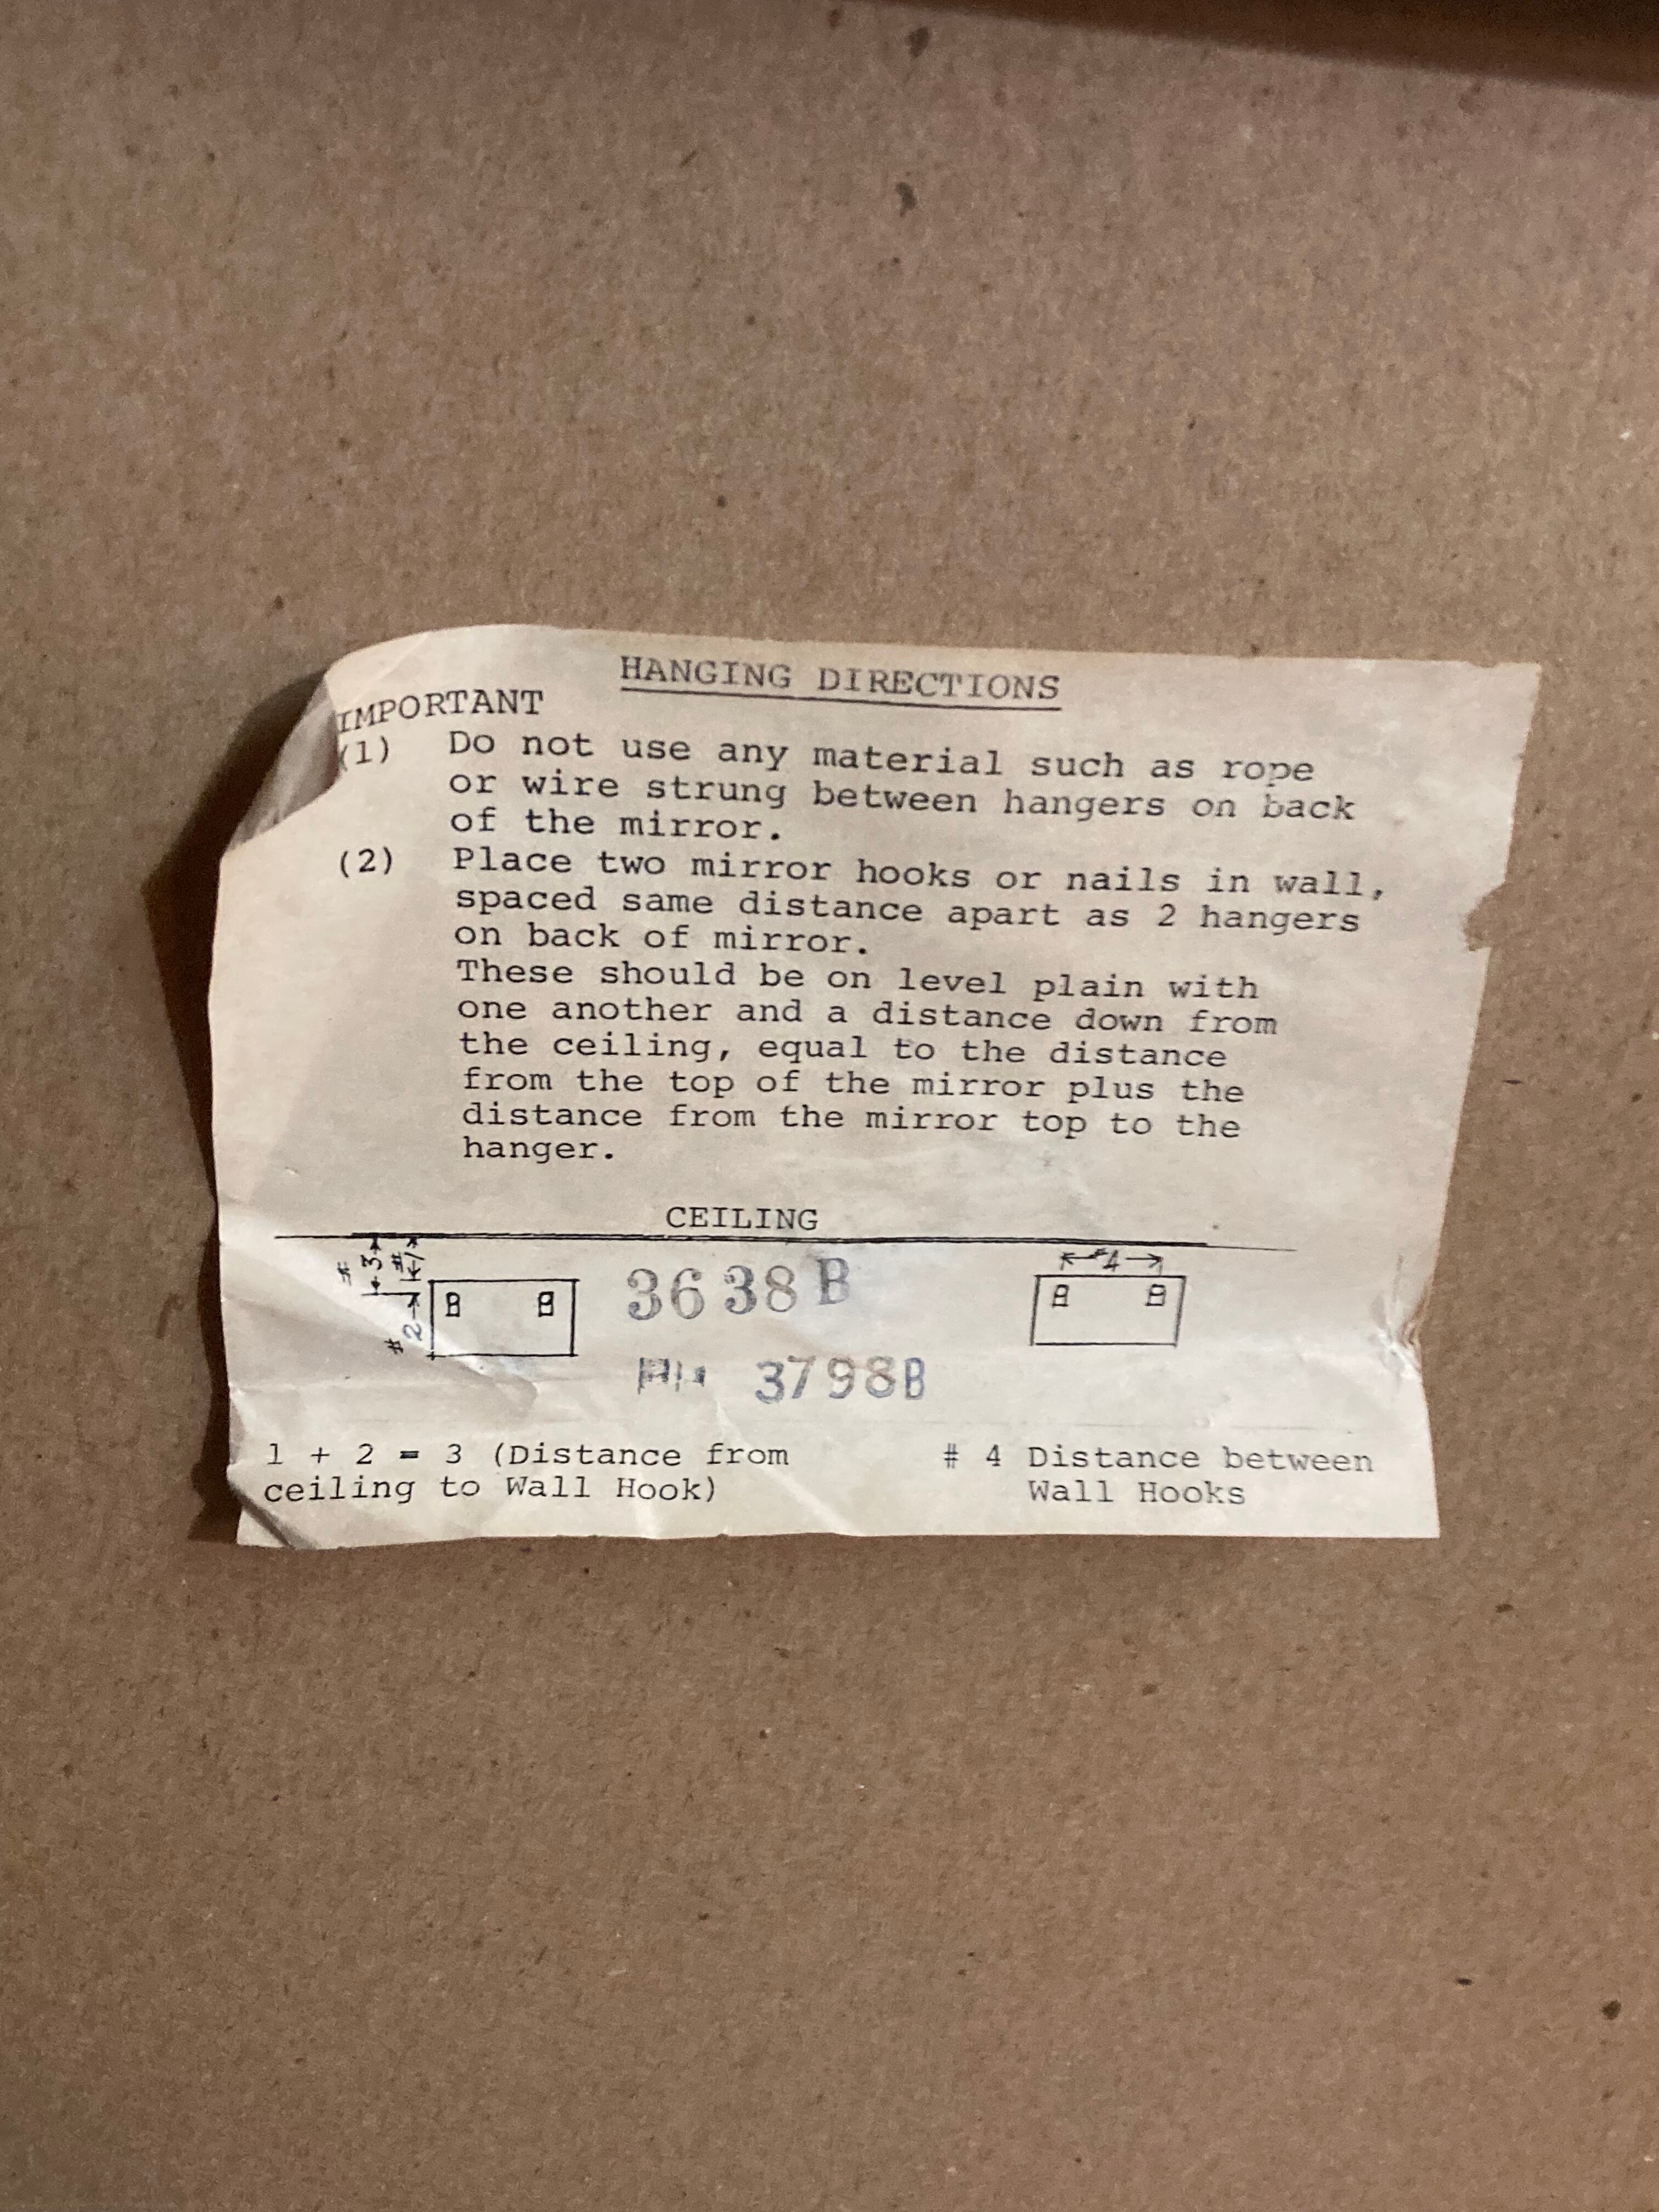 HANGING DIRECTIONS
IMPORTANT
(1) Do not use any material such as rope
or wire strung between hangers on back
of the mirror.
(2) Place two mirror hooks or nails in wall,
spaced same distance apart as 2 hangers
on back of mirror.
These should be on level plain with
one another and a distance down from
the ceiling, equal to the distance
from the top of the mirror plus the
distance from the mirror top to the
hanger.
CEILING
#3 #1 #4
3638B
#2
3798B
1 + 2 = 3 (Distance from # 4 Distance between
ceiling to Wall Hook) Wall Hooks